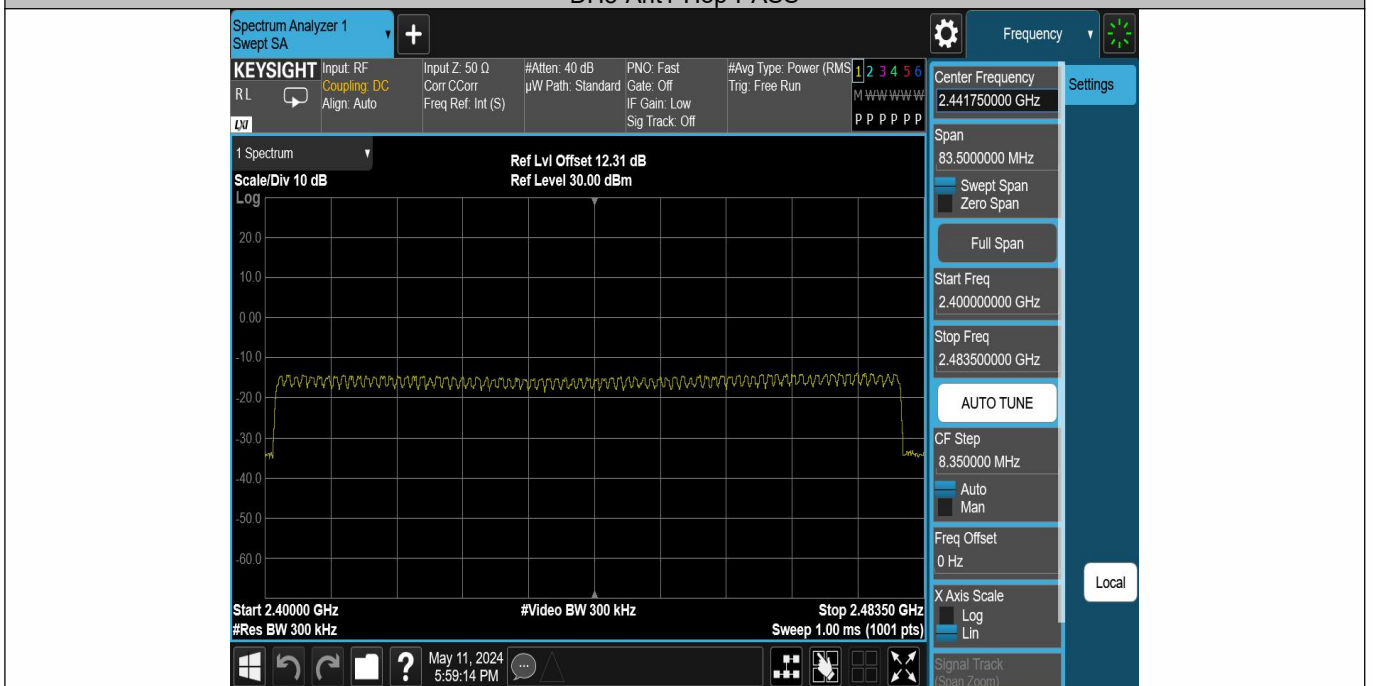 DH5-Ant1-Hop-PASS
Spectrum Analyzer 1
Swept SA
Frequency
KEYSIGHT
RL
LXI
Input: RF
Coupling: DC
Align: Auto
Input Z: 50 Ω
Corr CCorr
Freq Ref: Int (S)
#Atten: 40 dB
µW Path: Standard
PNO: Fast
Gate: Off
IF Gain: Low
Sig Track: Off
#Avg Type: Power (RMS
Trig: Free Run
1 2 3 4 5 6
M W W W W W
P P P P P P
1 Spectrum
Scale/Div 10 dB
Ref Lvl Offset 12.31 dB
Ref Level 30.00 dBm
Log
20.0
10.0
0.00
-10.0
-20.0
-30.0
-40.0
-50.0
-60.0
Start 2.40000 GHz
#Res BW 300 kHz
#Video BW 300 kHz
Stop 2.48350 GHz
Sweep 1.00 ms (1001 pts)
Center Frequency
2.441750000 GHz
Settings
Span
83.5000000 MHz
Swept Span
Zero Span
Full Span
Start Freq
2.400000000 GHz
Stop Freq
2.483500000 GHz
AUTO TUNE
CF Step
8.350000 MHz
Auto
Man
Freq Offset
0 Hz
X Axis Scale
Log
Lin
Local
Signal Track
(Span Zoom)
?
May 11, 2024
5:59:14 PM